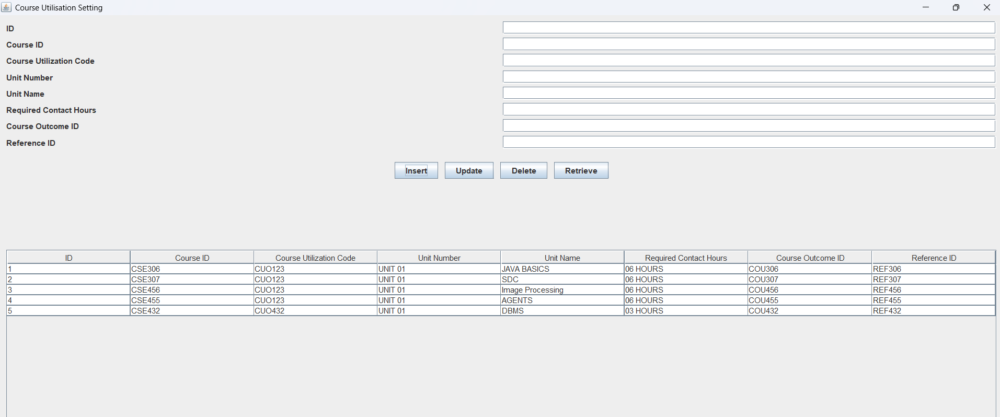 Course Utilisation Setting
ID
Course ID
Course Utilization Code
Unit Number
Unit Name
Required Contact Hours
Course Outcome ID
Reference ID
Insert Update Delete Retrieve
ID Course ID Course Utilization Code Unit Number Unit Name Required Contact Hours Course Outcome ID Reference ID
1 CSE306 CUO123 UNIT 01 JAVA BASICS 06 HOURS COU306 REF306
2 CSE307 CUO123 UNIT 01 SDC 06 HOURS COU307 REF307
3 CSE456 CUO123 UNIT 01 Image Processing 06 HOURS COU456 REF456
4 CSE455 CUO123 UNIT 01 AGENTS 06 HOURS COU455 REF455
5 CSE432 CUO432 UNIT 01 DBMS 03 HOURS COU432 REF432